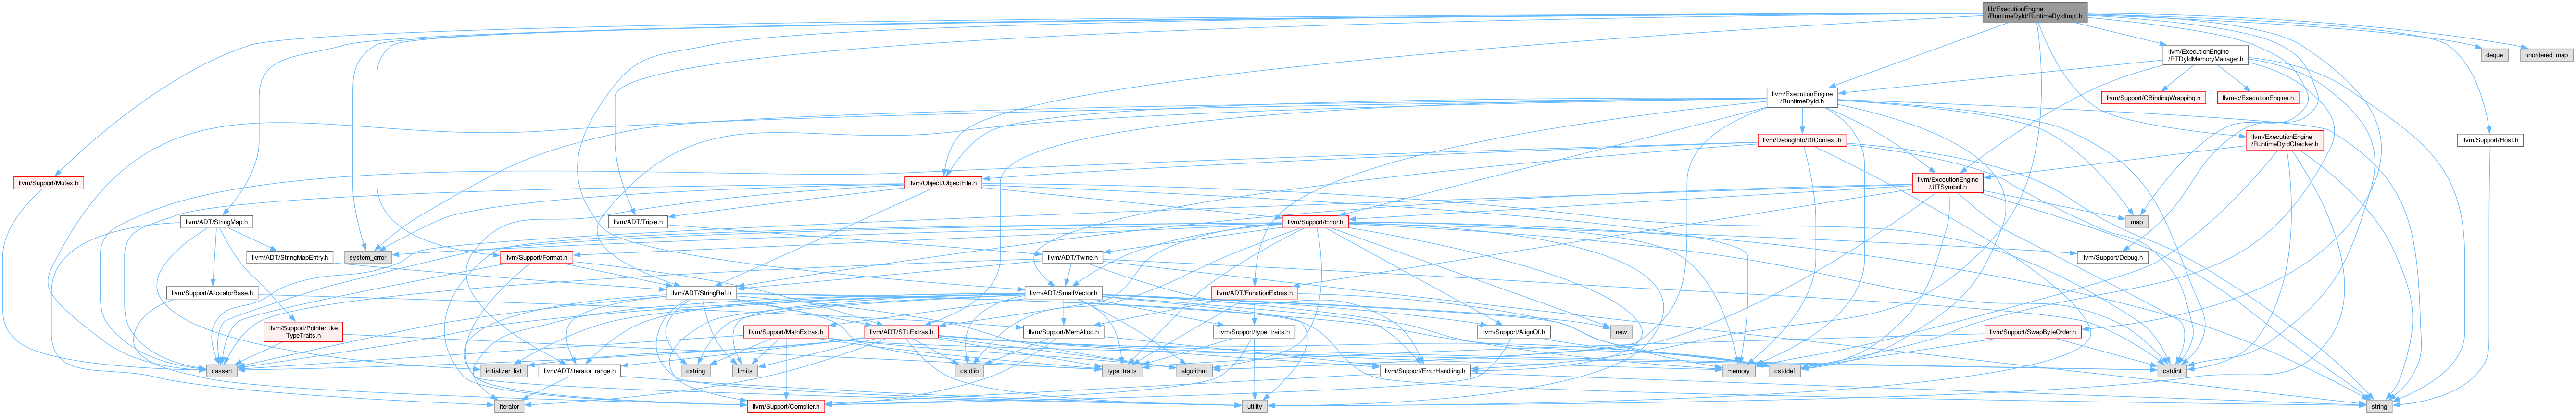 lib/ExecutionEngine
/RuntimeDyld/RuntimeDyldImpl.h
llvm/ExecutionEngine
/RTDyldMemoryManager.h
deque
unordered_map
llvm/ExecutionEngine
/RuntimeDyld.h
llvm/Support/CBindingWrapping.h
llvm-c/ExecutionEngine.h
llvm/DebugInfo/DIContext.h
llvm/ExecutionEngine
/RuntimeDyldChecker.h
llvm/Support/Host.h
llvm/Support/Mutex.h
llvm/Object/ObjectFile.h
llvm/ExecutionEngine
/JITSymbol.h
llvm/ADT/StringMap.h
llvm/ADT/Triple.h
llvm/Support/Error.h
map
llvm/ADT/StringMapEntry.h
system_error
llvm/Support/Format.h
llvm/ADT/Twine.h
llvm/Support/Debug.h
llvm/Support/AllocatorBase.h
llvm/ADT/StringRef.h
llvm/ADT/SmallVector.h
llvm/ADT/FunctionExtras.h
llvm/Support/PointerLike
TypeTraits.h
llvm/ADT/STLExtras.h
llvm/Support/MathExtras.h
llvm/Support/MemAlloc.h
llvm/Support/type_traits.h
llvm/Support/AlignOf.h
new
llvm/Support/SwapByteOrder.h
cassert
initializer_list
llvm/ADT/iterator_range.h
cstring
limits
cstdlib
type_traits
algorithm
llvm/Support/ErrorHandling.h
memory
cstddef
cstdint
iterator
llvm/Support/Compiler.h
utility
string